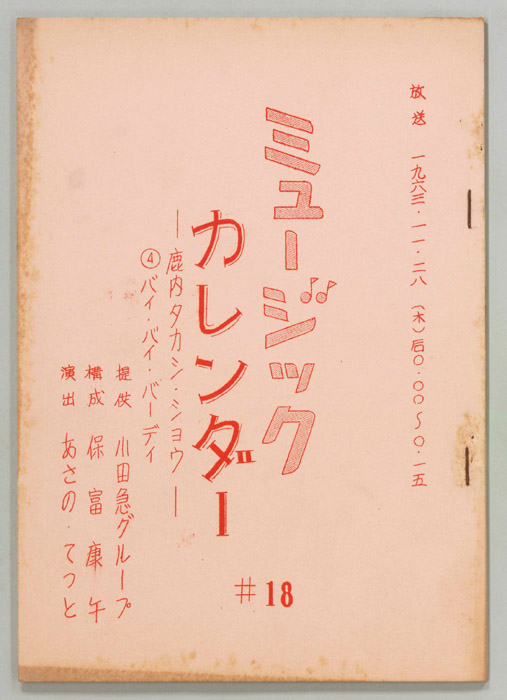 放送 一九六三・一一・二八 (木) 后〇・〇〇〜〇・一五
ミュージック
カレンダー
#18
―鹿内タカシ・ショウ―
④バイ・バイ・バーディ
提供 小田急グループ
構成 保富康午
演出 あさの・てつと